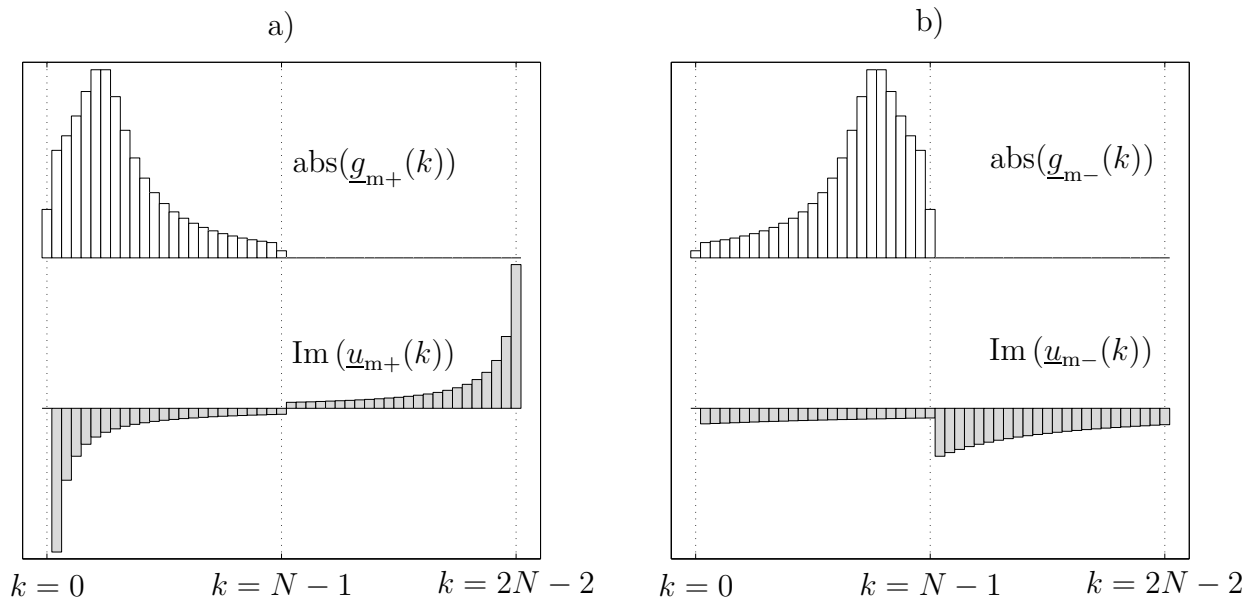 a)
abs(g_m+(k))
Im (u_m+(k))
k = 0
k = N − 1
k = 2N − 2
b)
abs(g_m−(k))
Im (u_m−(k))
k = 0
k = N − 1
k = 2N − 2